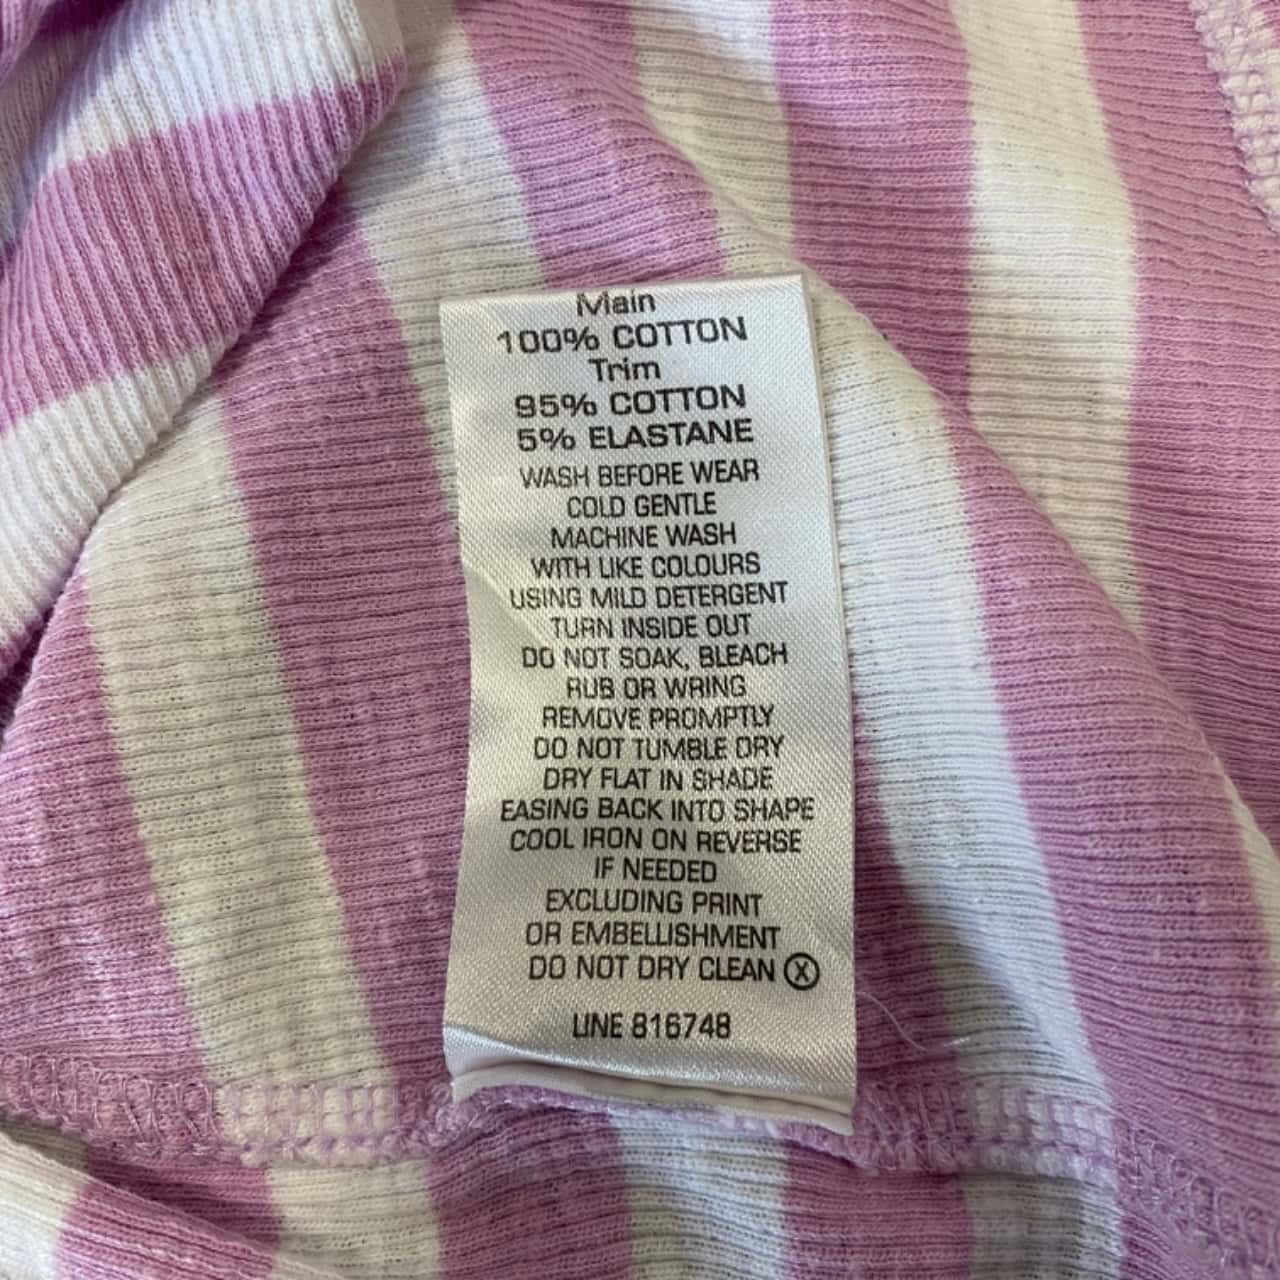 Main
100% COTTON
Trim
95% COTTON
5% ELASTANE
WASH BEFORE WEAR
COLD GENTLE
MACHINE WASH
WITH LIKE COLOURS
USING MILD DETERGENT
TURN INSIDE OUT
DO NOT SOAK, BLEACH
RUB OR WRING
REMOVE PROMPTLY
DO NOT TUMBLE DRY
DRY FLAT IN SHADE
EASING BACK INTO SHAPE
COOL IRON ON REVERSE
IF NEEDED
EXCLUDING PRINT
OR EMBELLISHMENT
DO NOT DRY CLEAN Ⓧ
LINE 816748